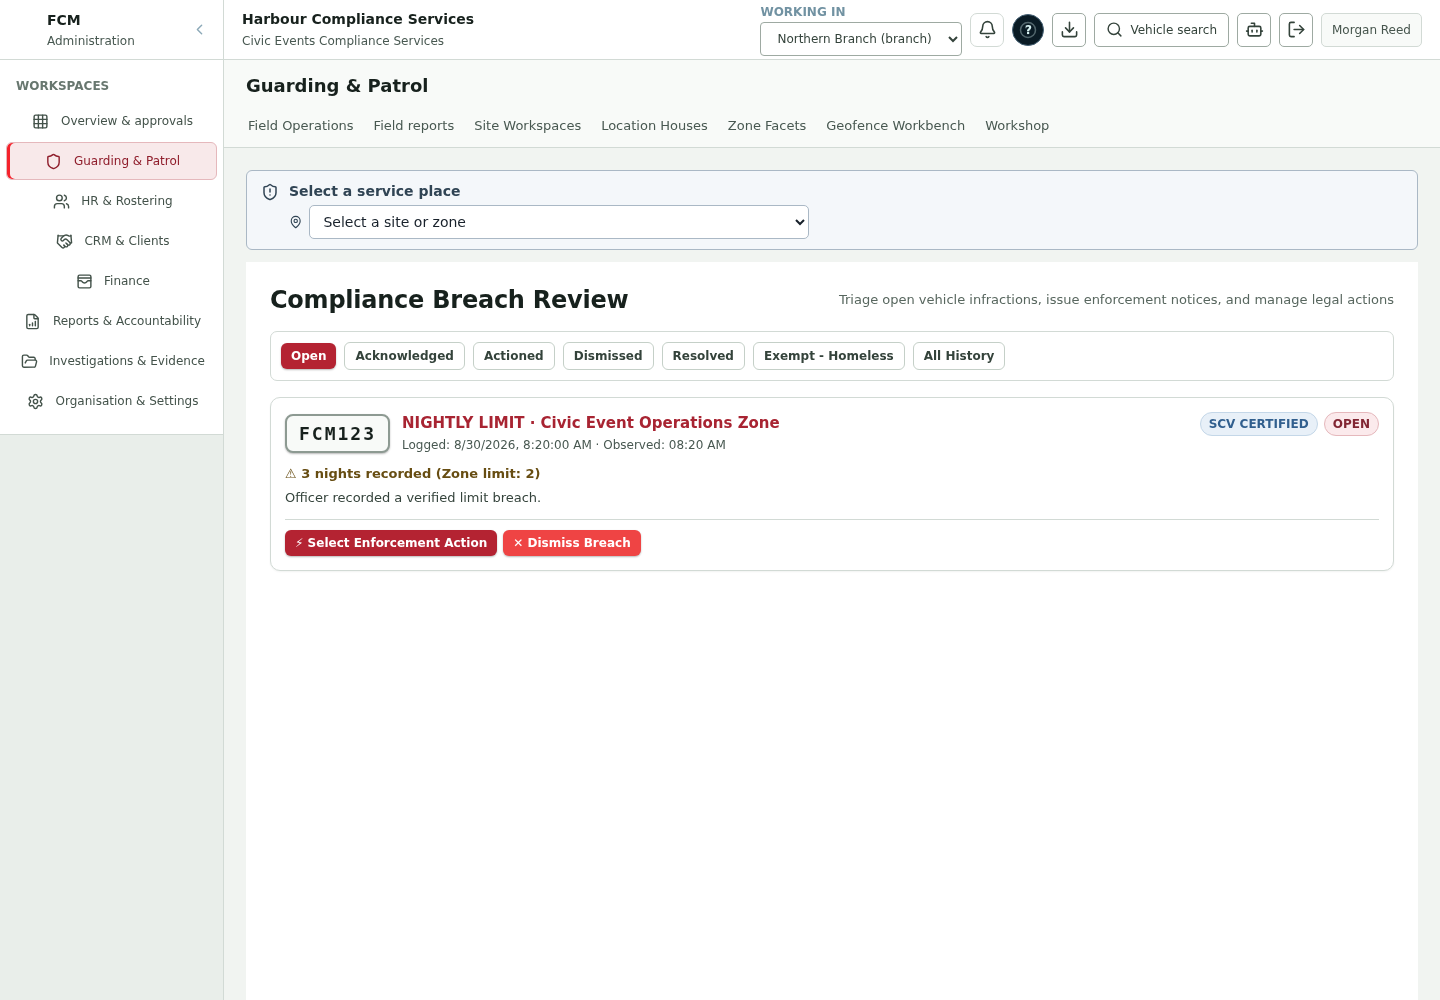 FCM
Administration
WORKSPACES
Overview & approvals
Guarding & Patrol
HR & Rostering
CRM & Clients
Finance
Reports & Accountability
Investigations & Evidence
Organisation & Settings
Harbour Compliance Services
Civic Events Compliance Services
WORKING IN
Northern Branch (branch)
?
Vehicle search
Morgan Reed
Guarding & Patrol
Field Operations
Field reports
Site Workspaces
Location Houses
Zone Facets
Geofence Workbench
Workshop
Select a service place
Select a site or zone
Compliance Breach Review
Triage open vehicle infractions, issue enforcement notices, and manage legal actions
Open
Acknowledged
Actioned
Dismissed
Resolved
Exempt - Homeless
All History
FCM123
NIGHTLY LIMIT · Civic Event Operations Zone
Logged: 8/30/2026, 8:20:00 AM · Observed: 08:20 AM
SCV CERTIFIED
OPEN
⚠ 3 nights recorded (Zone limit: 2)
Officer recorded a verified limit breach.
⚡ Select Enforcement Action
✕ Dismiss Breach